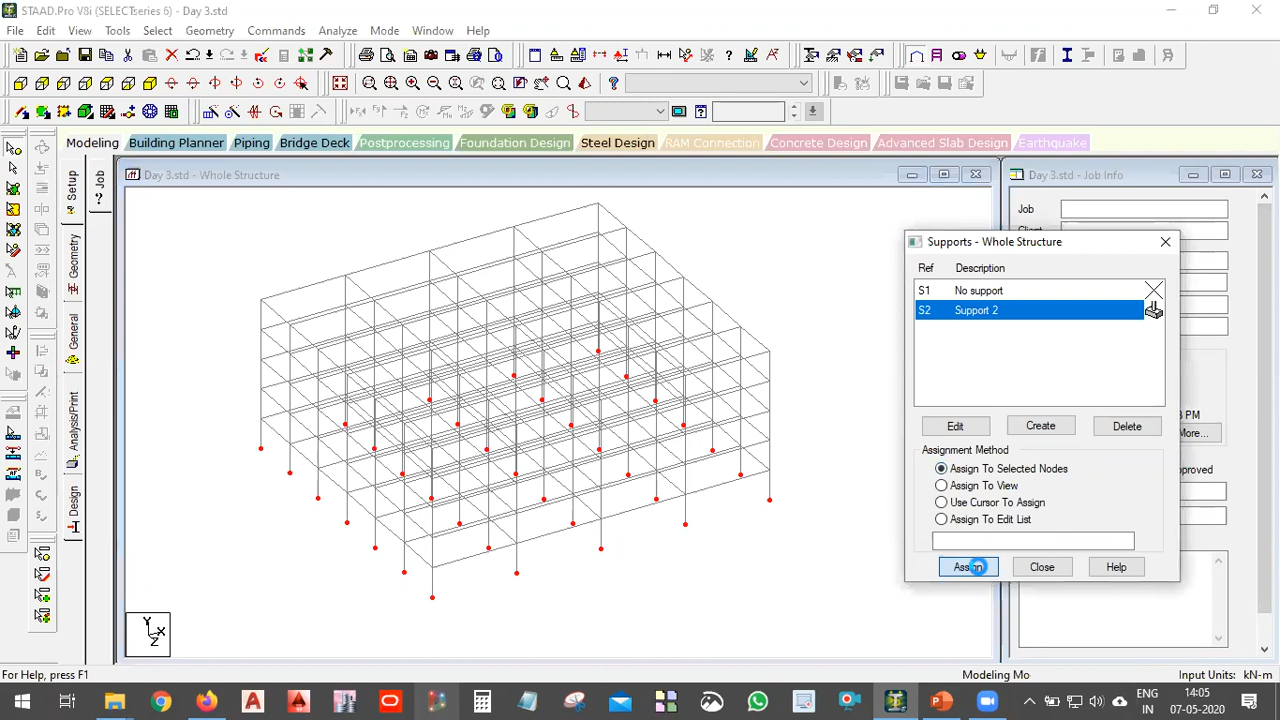 STAAD.Pro V8i (SELECTseries 6) - Day 3.std
File Edit View Tools Select Geometry Commands Analyze Mode Window Help
Modeling Building Planner Piping Bridge Deck Postprocessing Foundation Design Steel Design RAM Connection Concrete Design Advanced Slab Design Earthquake
Setup
Geometry
General
Analysis/Print
Design
Job
Day 3.std - Whole Structure
Y
X
Z
Day 3.std - Job Info
Job
Supports - Whole Structure
Ref Description
S1 No support
S2 Support 2
Edit Create Delete
Assignment Method
Assign To Selected Nodes
Assign To View
Use Cursor To Assign
Assign To Edit List
Close Help
PM
More...
For Help, press F1
Modeling Mo
Input Units: kN-m
ENG
IN
14:05
07-05-2020